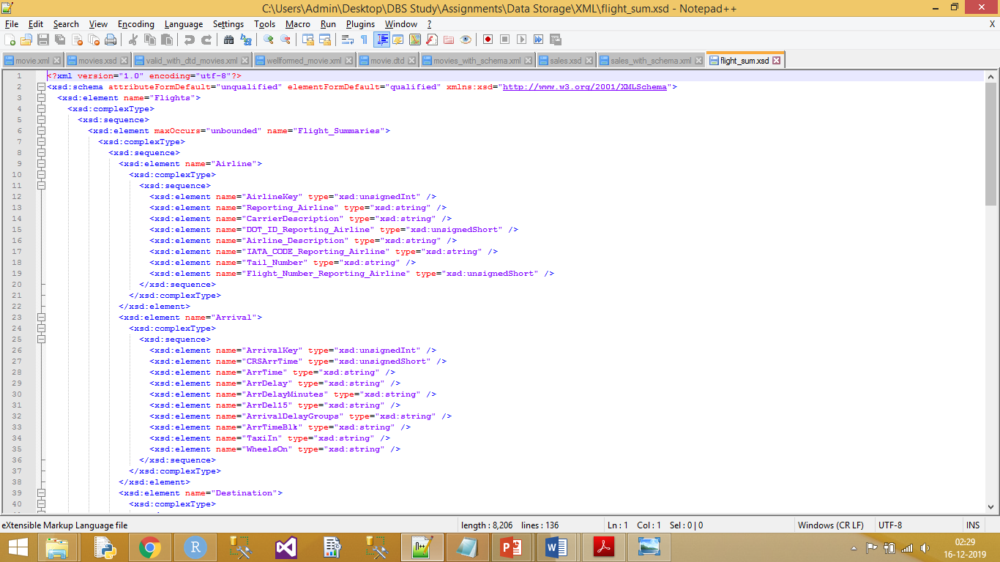 C:\Users\Admin\Desktop\DBS Study\Assignments\Data Storage\XML\flight_sum.xsd - Notepad++
File Edit Search View Encoding Language Settings Tools Macro Run Plugins Window ? X
movie.xml movies.xsd valid_with_dtd_movies.xml wellformed_movie.xml movie.dtd movies_with_schema.xml sales.xsd sales_with_schema.xml flight_sum.xsd
1 <?xml version="1.0" encoding="utf-8"?>
2 <xsd:schema attributeFormDefault="unqualified" elementFormDefault="qualified" xmlns:xsd="http://www.w3.org/2001/XMLSchema">
3 <xsd:element name="Flights">
4 <xsd:complexType>
5 <xsd:sequence>
6 <xsd:element maxOccurs="unbounded" name="Flight_Summaries">
7 <xsd:complexType>
8 <xsd:sequence>
9 <xsd:element name="Airline">
10 <xsd:complexType>
11 <xsd:sequence>
12 <xsd:element name="AirlineKey" type="xsd:unsignedInt" />
13 <xsd:element name="Reporting_Airline" type="xsd:string" />
14 <xsd:element name="CarrierDescription" type="xsd:string" />
15 <xsd:element name="DOT_ID_Reporting_Airline" type="xsd:unsignedShort" />
16 <xsd:element name="Airline_Description" type="xsd:string" />
17 <xsd:element name="IATA_CODE_Reporting_Airline" type="xsd:string" />
18 <xsd:element name="Tail_Number" type="xsd:string" />
19 <xsd:element name="Flight_Number_Reporting_Airline" type="xsd:unsignedShort" />
20 </xsd:sequence>
21 </xsd:complexType>
22 </xsd:element>
23 <xsd:element name="Arrival">
24 <xsd:complexType>
25 <xsd:sequence>
26 <xsd:element name="ArrivalKey" type="xsd:unsignedInt" />
27 <xsd:element name="CRSArrTime" type="xsd:unsignedShort" />
28 <xsd:element name="ArrTime" type="xsd:string" />
29 <xsd:element name="ArrDelay" type="xsd:string" />
30 <xsd:element name="ArrDelayMinutes" type="xsd:string" />
31 <xsd:element name="ArrDel15" type="xsd:string" />
32 <xsd:element name="ArrivalDelayGroups" type="xsd:string" />
33 <xsd:element name="ArrTimeBlk" type="xsd:string" />
34 <xsd:element name="TaxiIn" type="xsd:string" />
35 <xsd:element name="WheelsOn" type="xsd:string" />
36 </xsd:sequence>
37 </xsd:complexType>
38 </xsd:element>
39 <xsd:element name="Destination">
40 <xsd:complexType>
eXtensible Markup Language file length : 8,206 lines : 136 Ln : 1 Col : 1 Sel : 0 | 0 Windows (CR LF) UTF-8 INS
02:29
16-12-2019